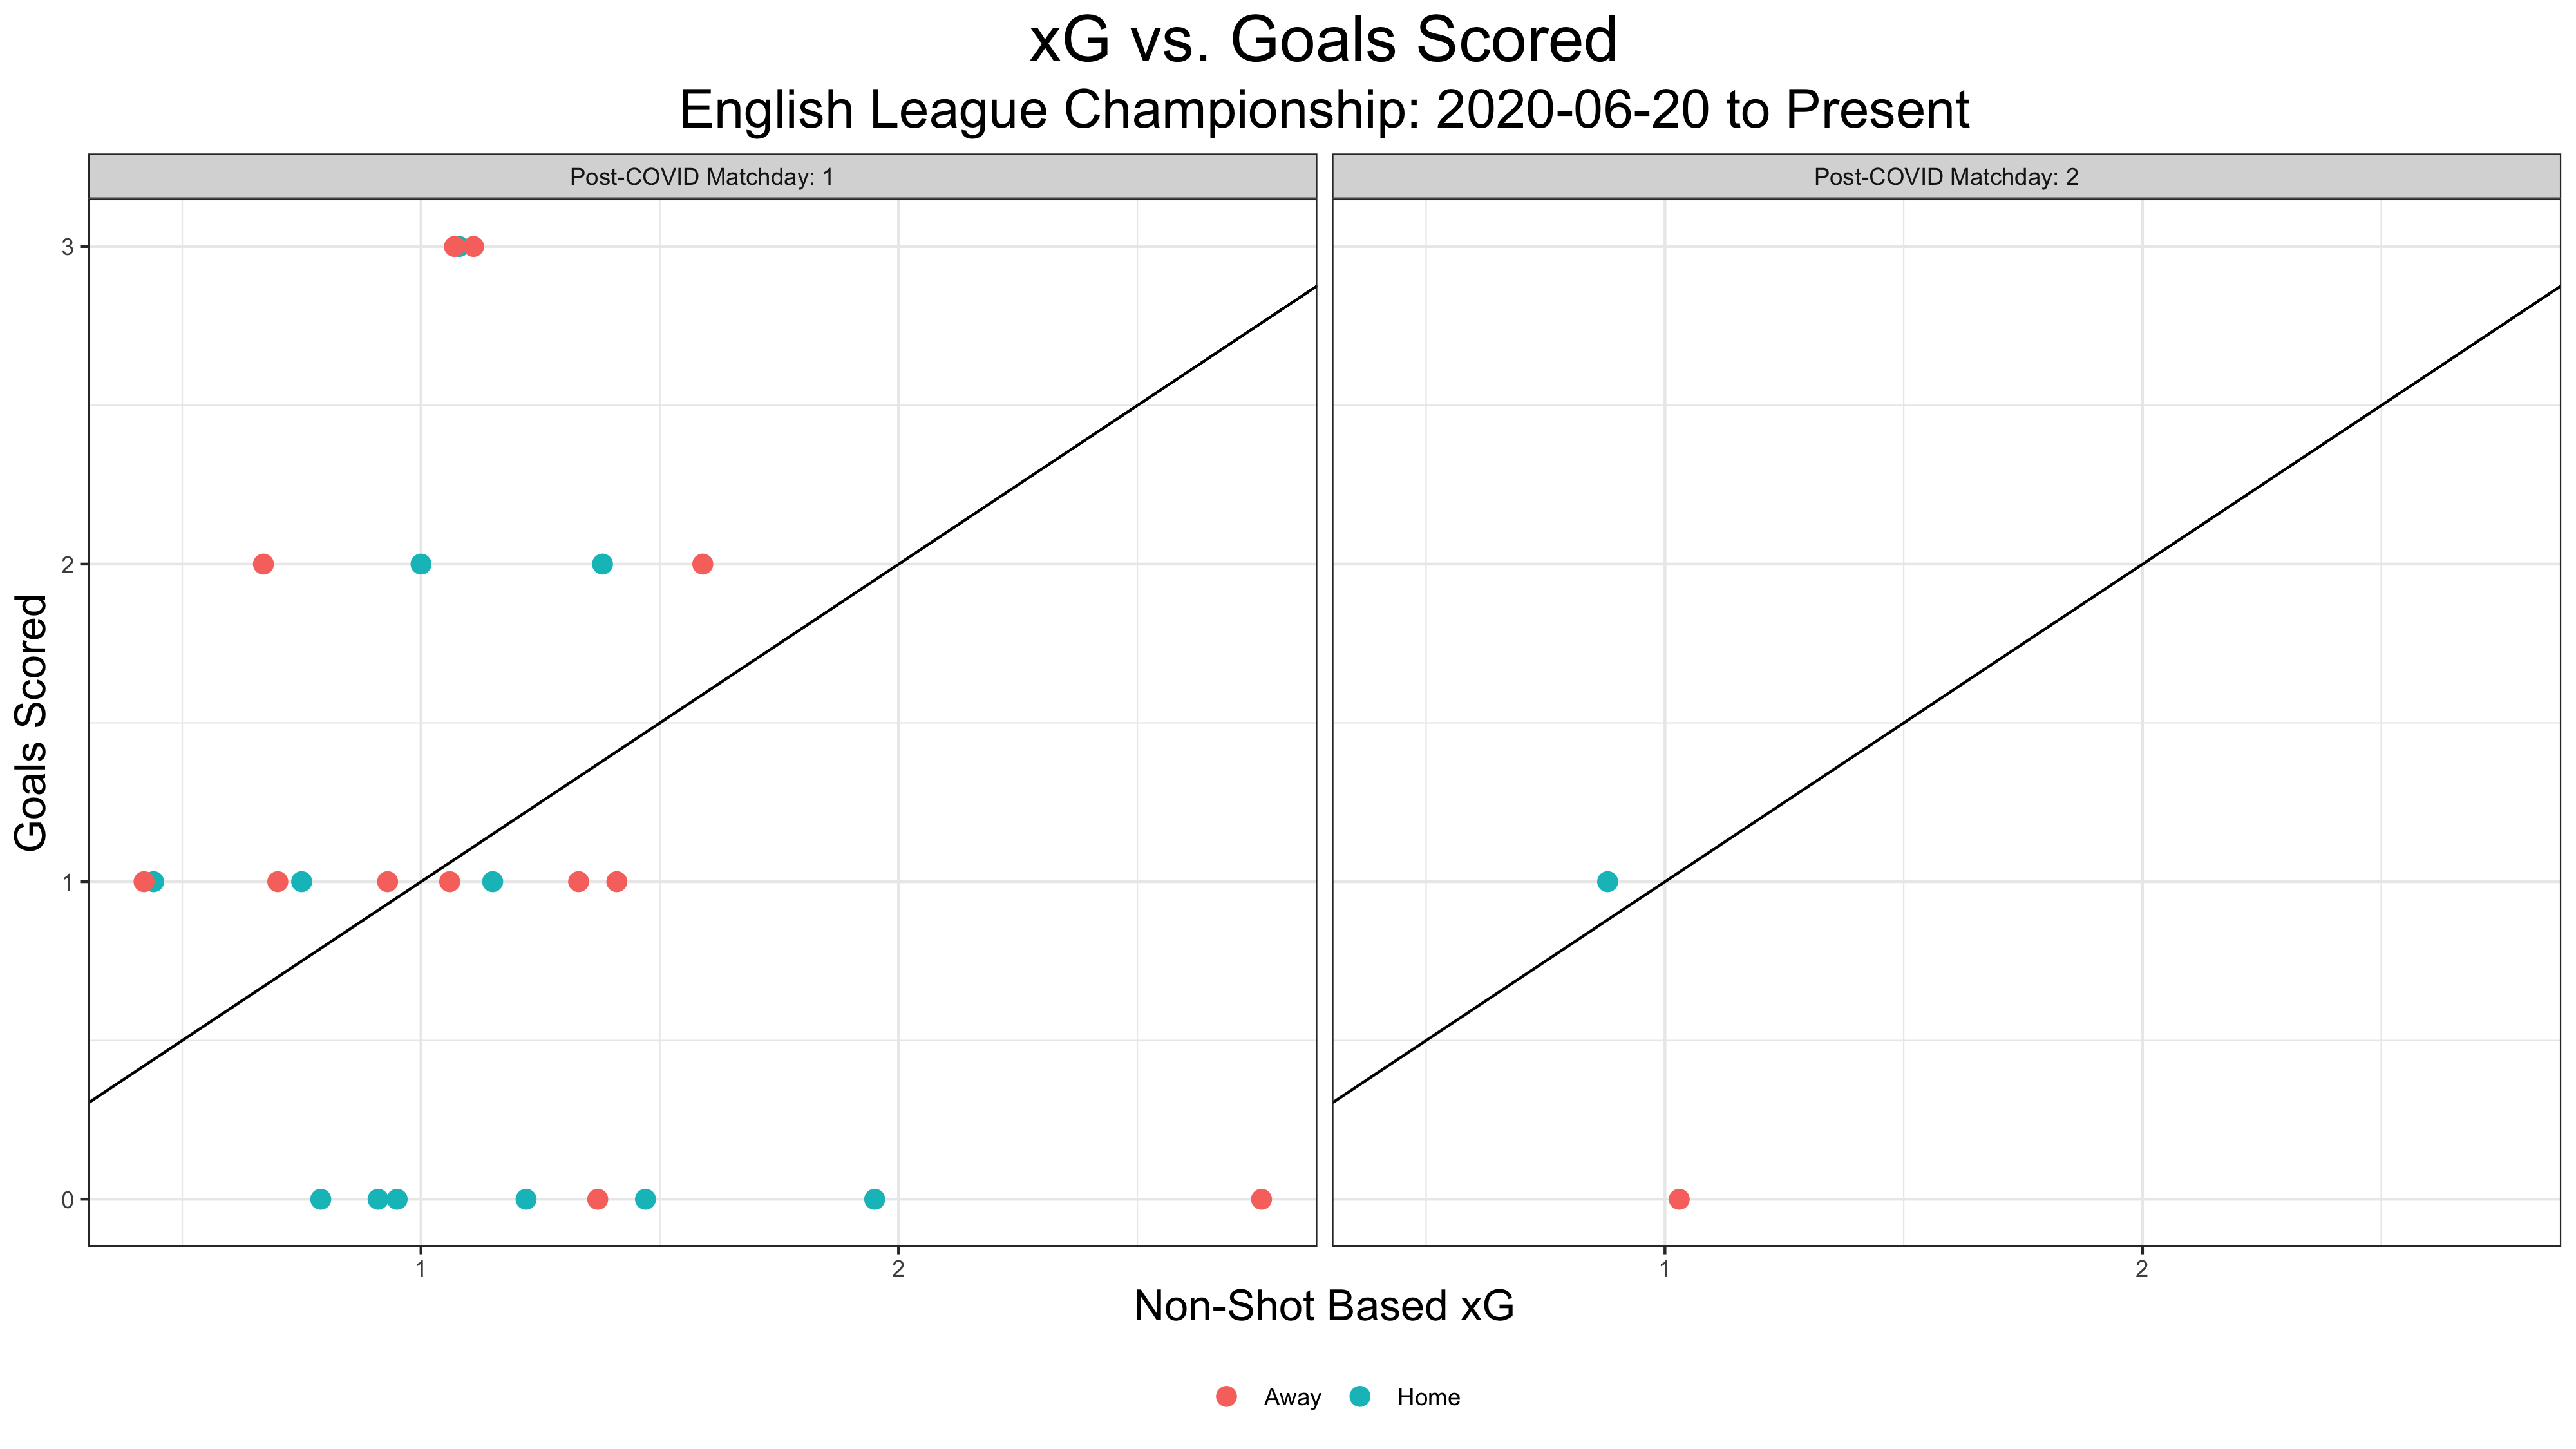 xG vs. Goals Scored
English League Championship: 2020-06-20 to Present
Post-COVID Matchday: 1
Post-COVID Matchday: 2
3
2
1
0
Goals Scored
1
2
1
2
Non-Shot Based xG
Away
Home